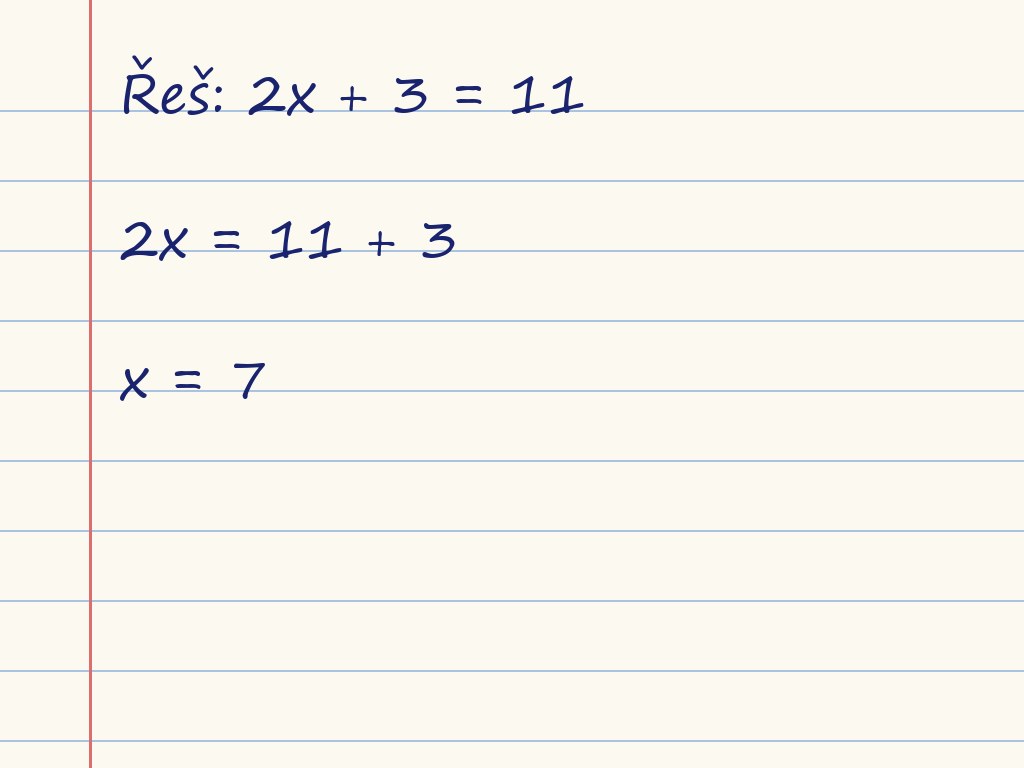 Řeš: 2x + 3 = 11
2x = 11 + 3
x = 7